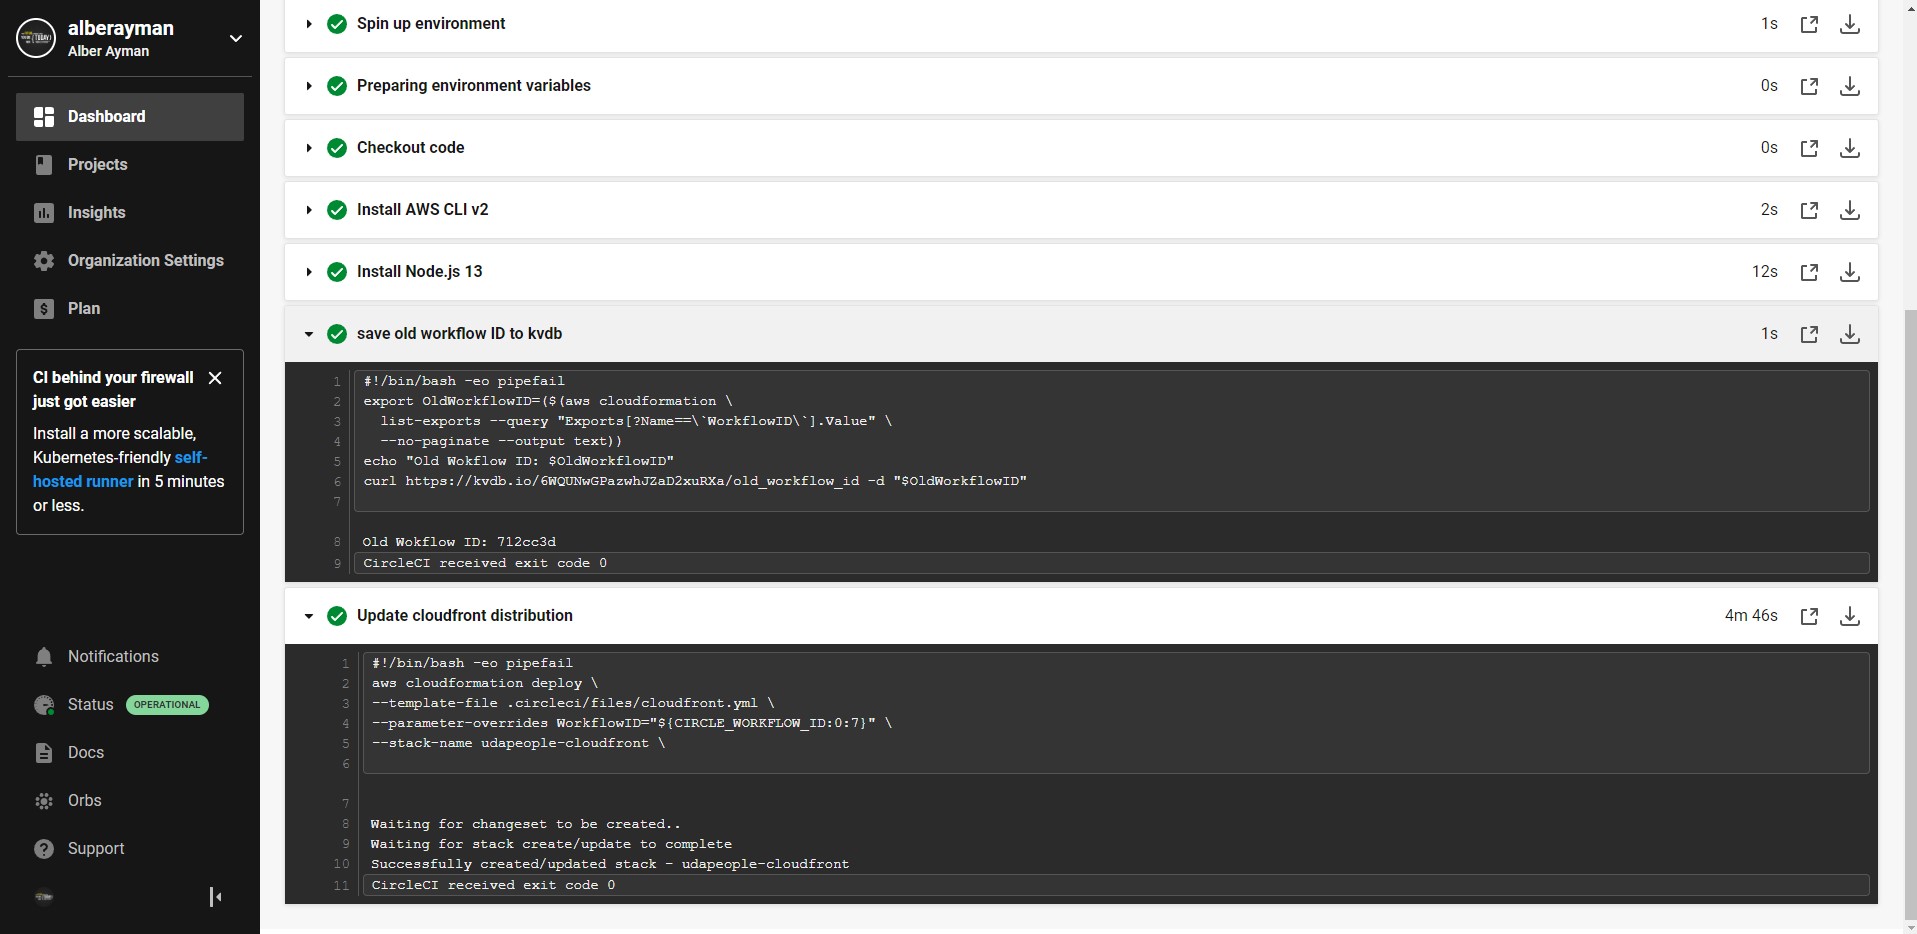 alberayman
Alber Ayman
Dashboard
Projects
Insights
Organization Settings
Plan
CI behind your firewall
just got easier
Install a more scalable,
Kubernetes-friendly self-
hosted runner in 5 minutes
or less.
Notifications
Status OPERATIONAL
Docs
Orbs
Support
Spin up environment 1s
Preparing environment variables 0s
Checkout code 0s
Install AWS CLI v2 2s
Install Node.js 13 12s
save old workflow ID to kvdb 1s
1 #!/bin/bash -eo pipefail
2 export OldWorkflowID=($(aws cloudformation \
3 list-exports --query "Exports[?Name==\`WorkflowID\`].Value" \
4 --no-paginate --output text))
5 echo "Old Wokflow ID: $OldWorkflowID"
6 curl https://kvdb.io/6WQUNwGPazwhJZaD2xuRXa/old_workflow_id -d "$OldWorkflowID"
7
8 Old Wokflow ID: 712cc3d
9 CircleCI received exit code 0
Update cloudfront distribution 4m 46s
1 #!/bin/bash -eo pipefail
2 aws cloudformation deploy \
3 --template-file .circleci/files/cloudfront.yml \
4 --parameter-overrides WorkflowID="${CIRCLE_WORKFLOW_ID:0:7}" \
5 --stack-name udapeople-cloudfront \
6
7
8 Waiting for changeset to be created..
9 Waiting for stack create/update to complete
10 Successfully created/updated stack - udapeople-cloudfront
11 CircleCI received exit code 0